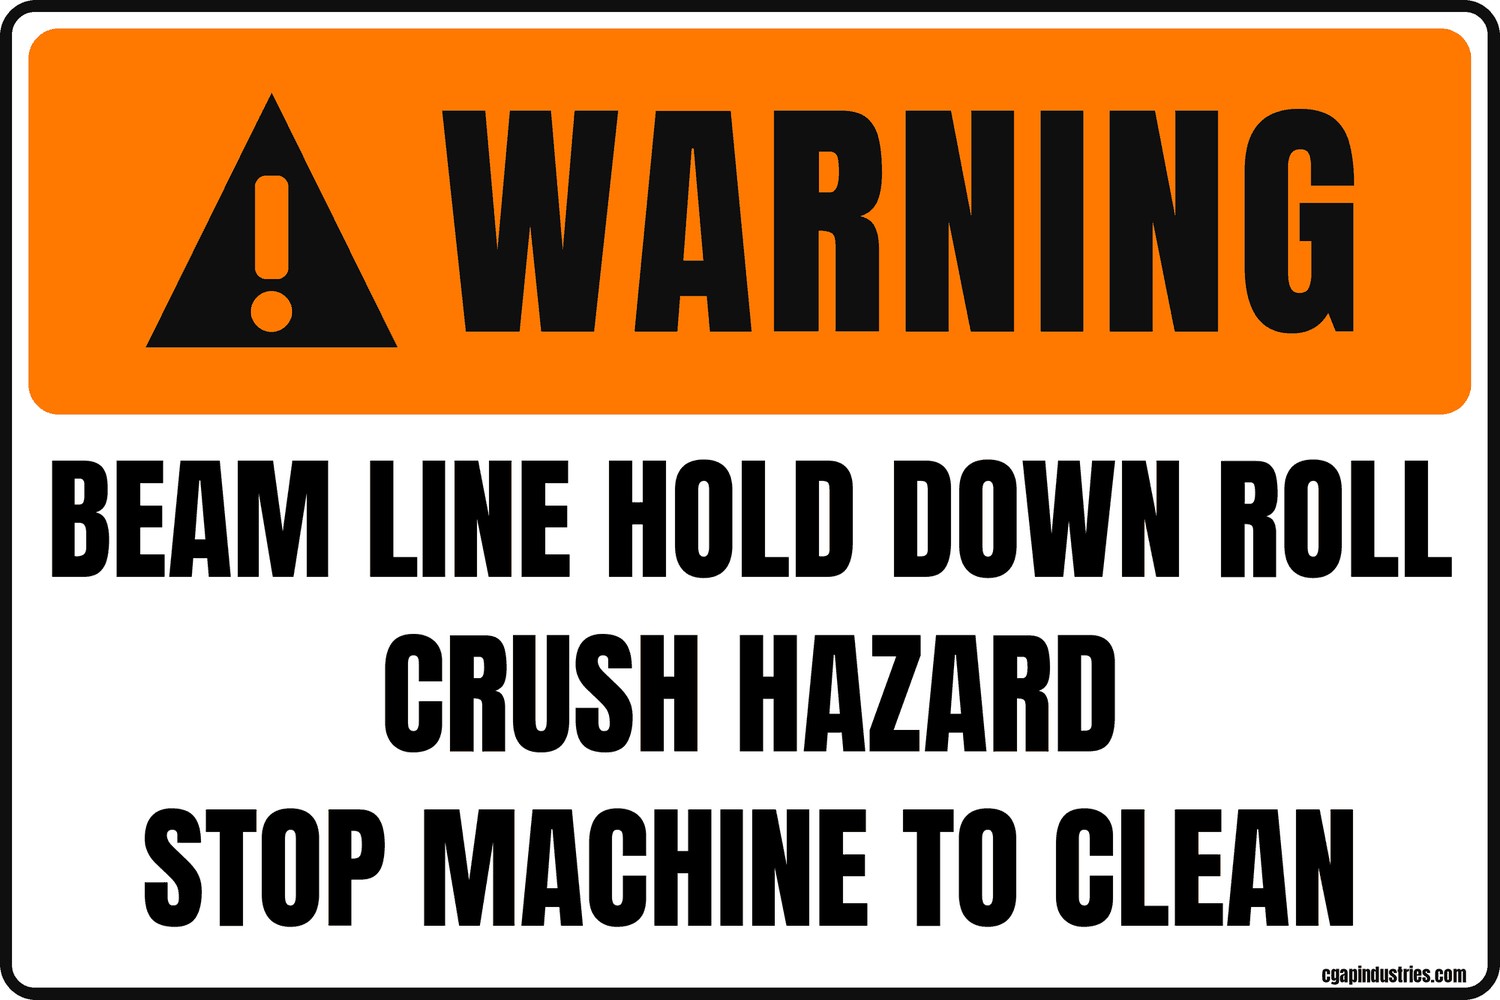 WARNING
BEAM LINE HOLD DOWN ROLL
CRUSH HAZARD
STOP MACHINE TO CLEAN
cgapindustries.com